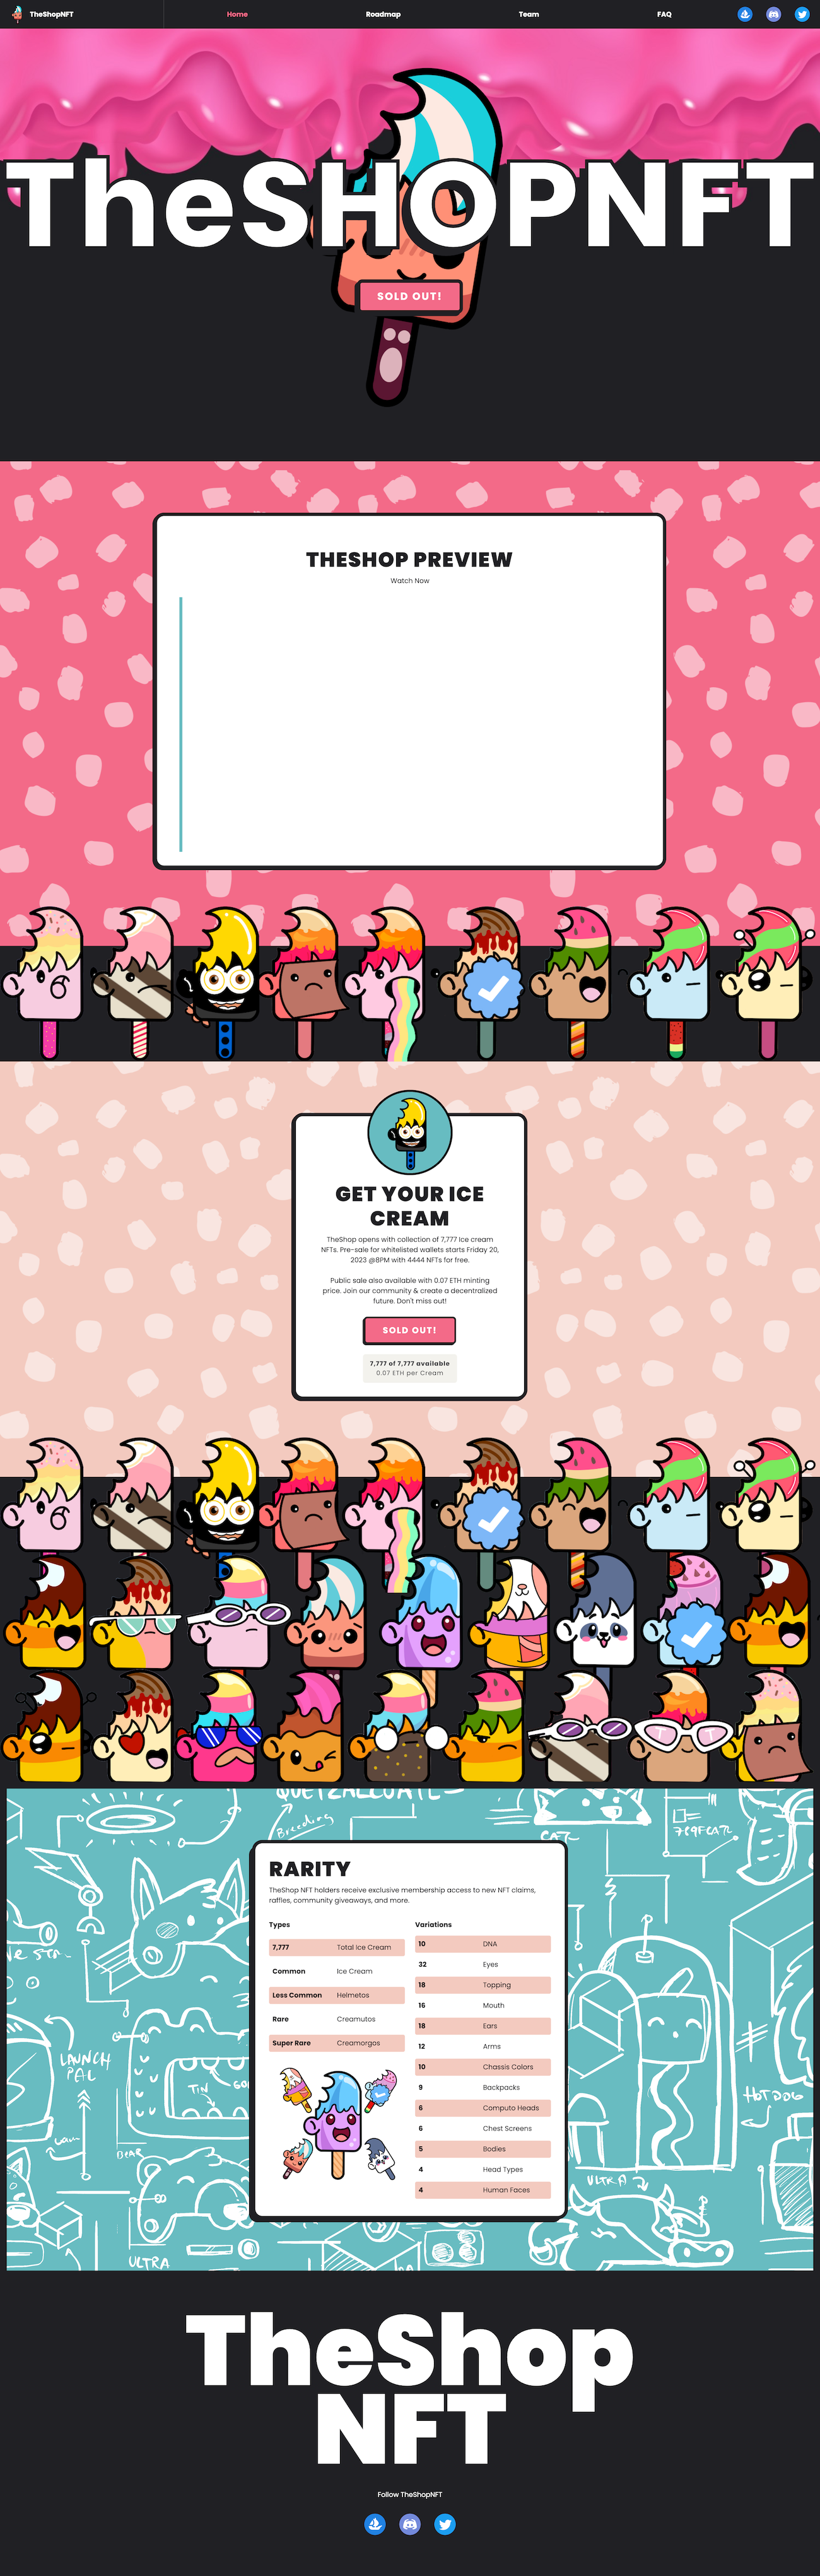 TheShopNFT
Home
Roadmap
Team
FAQ
TheSHOPNFT
SOLD OUT!
THESHOP PREVIEW
Watch Now
GET YOUR ICE
CREAM
TheShop opens with collection of 7,777 Ice cream
NFTs. Pre-sale for whitelisted wallets starts Friday 20,
2023 @8PM with 4444 NFTs for free.
Public sale also available with 0.07 ETH minting
price. Join our community & create a decentralized
future. Don't miss out!
SOLD OUT!
7,777 of 7,777 available
0.07 ETH per Cream
Breeding
RARITY
TheShop NFT holders receive exclusive membership access to new NFT claims,
raffles, community giveaways, and more.
Types
7,777 Total Ice Cream
Common Ice Cream
Less Common Helmetos
Rare Creamutos
Super Rare Creamorgos
Variations
10 DNA
32 Eyes
18 Topping
16 Mouth
18 Ears
12 Arms
10 Chassis Colors
9 Backpacks
6 Computo Heads
6 Chest Screens
5 Bodies
4 Head Types
4 Human Faces
LAUNCH
PAL
TIN
HOTDOG
DEAR
ULTRA
ULTRA
TheShop
NFT
Follow TheShopNFT